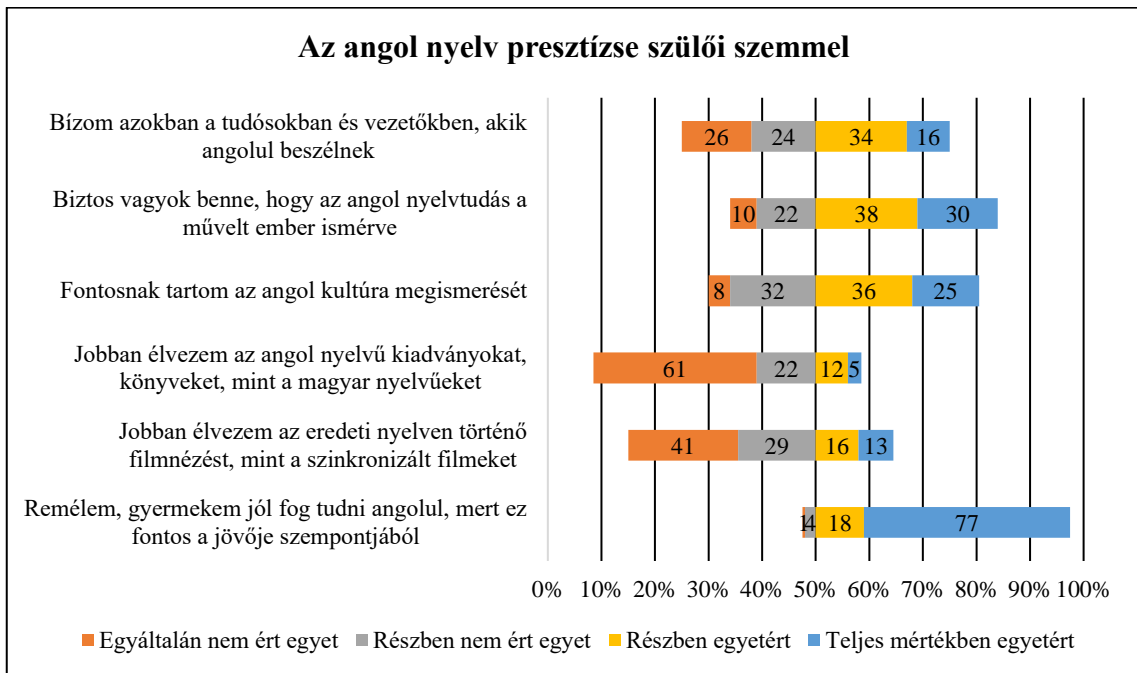 Az angol nyelv presztízse szülői szemmel
Bízom azokban a tudósokban és vezetőkben, akik
angolul beszélnek
26 24 34 16
Biztos vagyok benne, hogy az angol nyelvtudás a
művelt ember ismérve
10 22 38 30
Fontosnak tartom az angol kultúra megismerését
8 32 36 25
Jobban élvezem az angol nyelvű kiadványokat,
könyveket, mint a magyar nyelvűeket
61 22 12 5
Jobban élvezem az eredeti nyelven történő
filmnézést, mint a szinkronizált filmeket
41 29 16 13
Remélem, gyermekem jól fog tudni angolul, mert ez
fontos a jövője szempontjából
1 4 18 77
0% 10% 20% 30% 40% 50% 60% 70% 80% 90% 100%
Egyáltalán nem ért egyet Részben nem ért egyet Részben egyetért Teljes mértékben egyetért